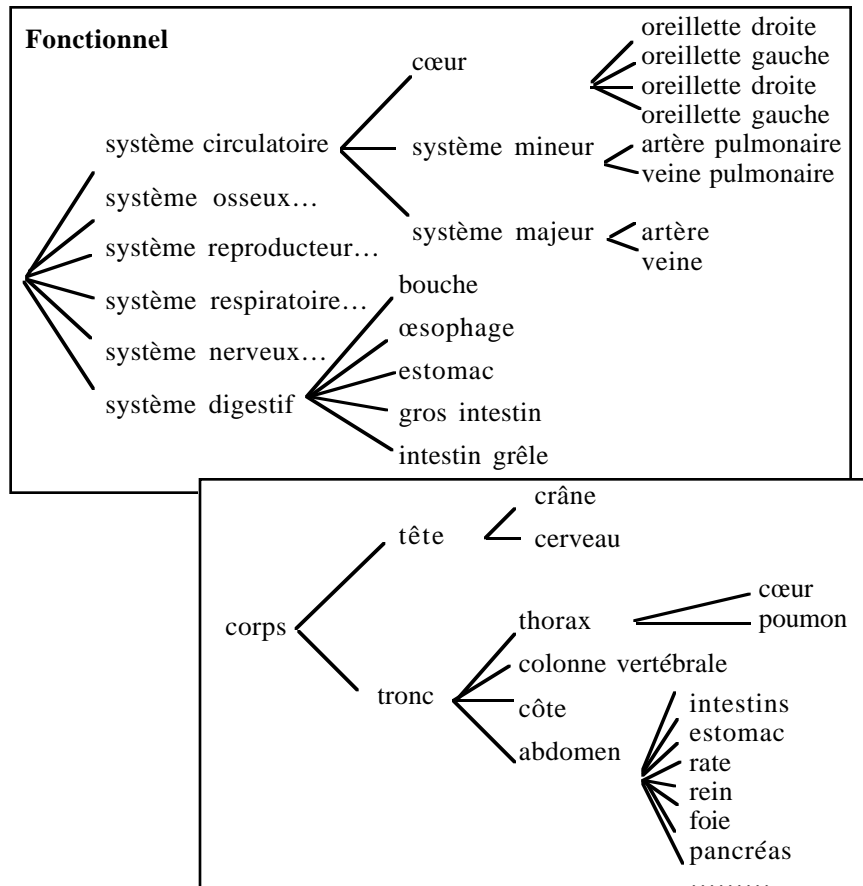 Fonctionnel
oreillette droite
oreillette gauche
oreillette droite
oreillette gauche
cœur
système circulatoire
système mineur
artère pulmonaire
veine pulmonaire
système osseux…
système majeur
artère
veine
système reproducteur…
système respiratoire…
système nerveux…
système digestif
bouche
œsophage
estomac
gros intestin
intestin grêle
corps
tête
crâne
cerveau
tronc
thorax
cœur
poumon
colonne vertébrale
côte
abdomen
intestins
estomac
rate
rein
foie
pancréas
.........